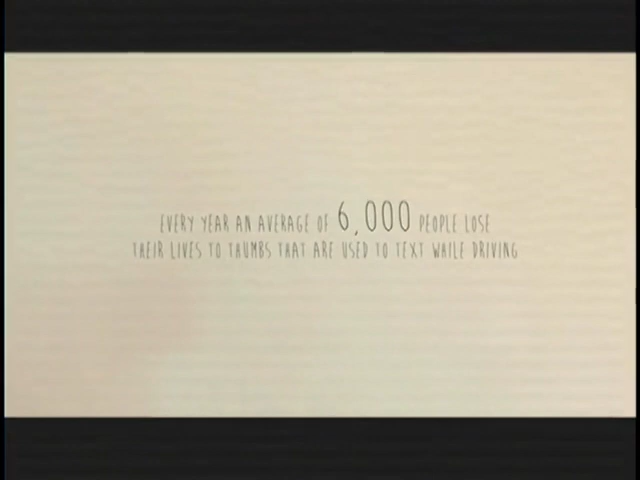 EVERY YEAR AN AVERAGE OF 6,000 PEOPLE LOSE
THEIR LIVES TO THUMBS THAT ARE USED TO TEXT WHILE DRIVING